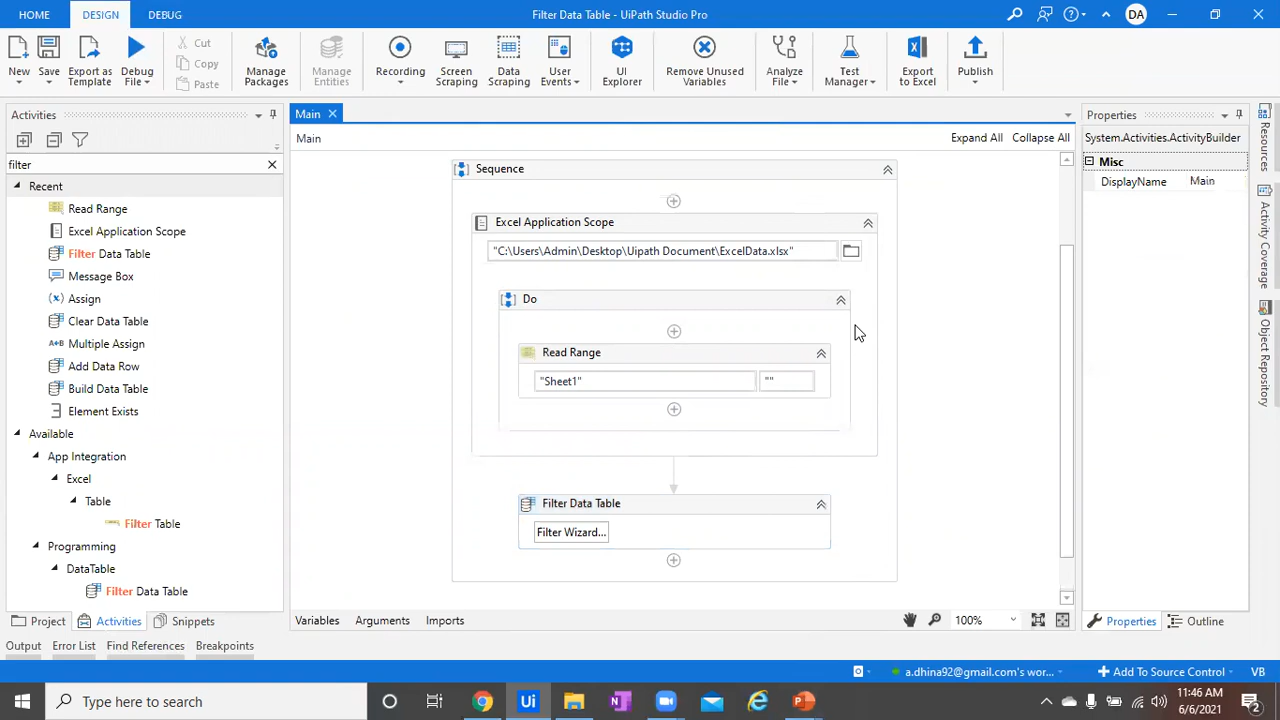 HOME
DESIGN
DEBUG
Filter Data Table - UiPath Studio Pro
DA
New
Save
Export as
Template
Debug
File
Cut
Copy
Paste
Manage
Packages
Manage
Entities
Recording
Screen
Scraping
Data
Scraping
User
Events
UI
Explorer
Remove Unused
Variables
Analyze
File
Test
Manager
Export
to Excel
Publish
Activities
filter
Recent
Read Range
Excel Application Scope
Filter Data Table
Message Box
Assign
Clear Data Table
Multiple Assign
Add Data Row
Build Data Table
Element Exists
Available
App Integration
Excel
Table
Filter Table
Programming
DataTable
Filter Data Table
Project
Activities
Snippets
Main
Main
Expand All
Collapse All
Sequence
Excel Application Scope
"C:\Users\Admin\Desktop\Uipath Document\ExcelData.xlsx"
Do
Read Range
"Sheet1"
""
Filter Data Table
Filter Wizard...
Variables
Arguments
Imports
100%
Properties
System.Activities.ActivityBuilder
Misc
DisplayName
Main
Properties
Outline
Resources
Activity Coverage
Object Repository
Output
Error List
Find References
Breakpoints
a.dhina92@gmail.com's wor...
Add To Source Control
VB
Type here to search
Ui
11:46 AM
6/6/2021
2